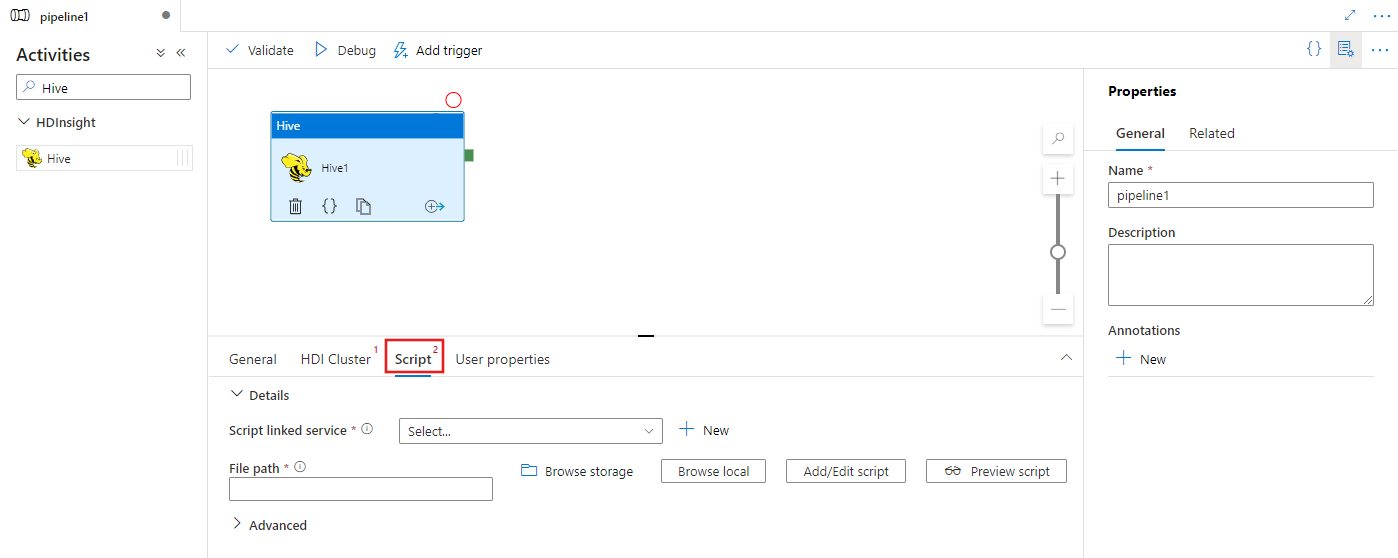 pipeline1
Activities
Validate
Debug
Add trigger
{}
Hive
HDInsight
Hive
Hive
Hive1
{}
Properties
General
Related
Name *
pipeline1
Description
Annotations
New
General
HDI Cluster 1
Script 2
User properties
Details
Script linked service *
Select...
New
File path *
Browse storage
Browse local
Add/Edit script
Preview script
Advanced